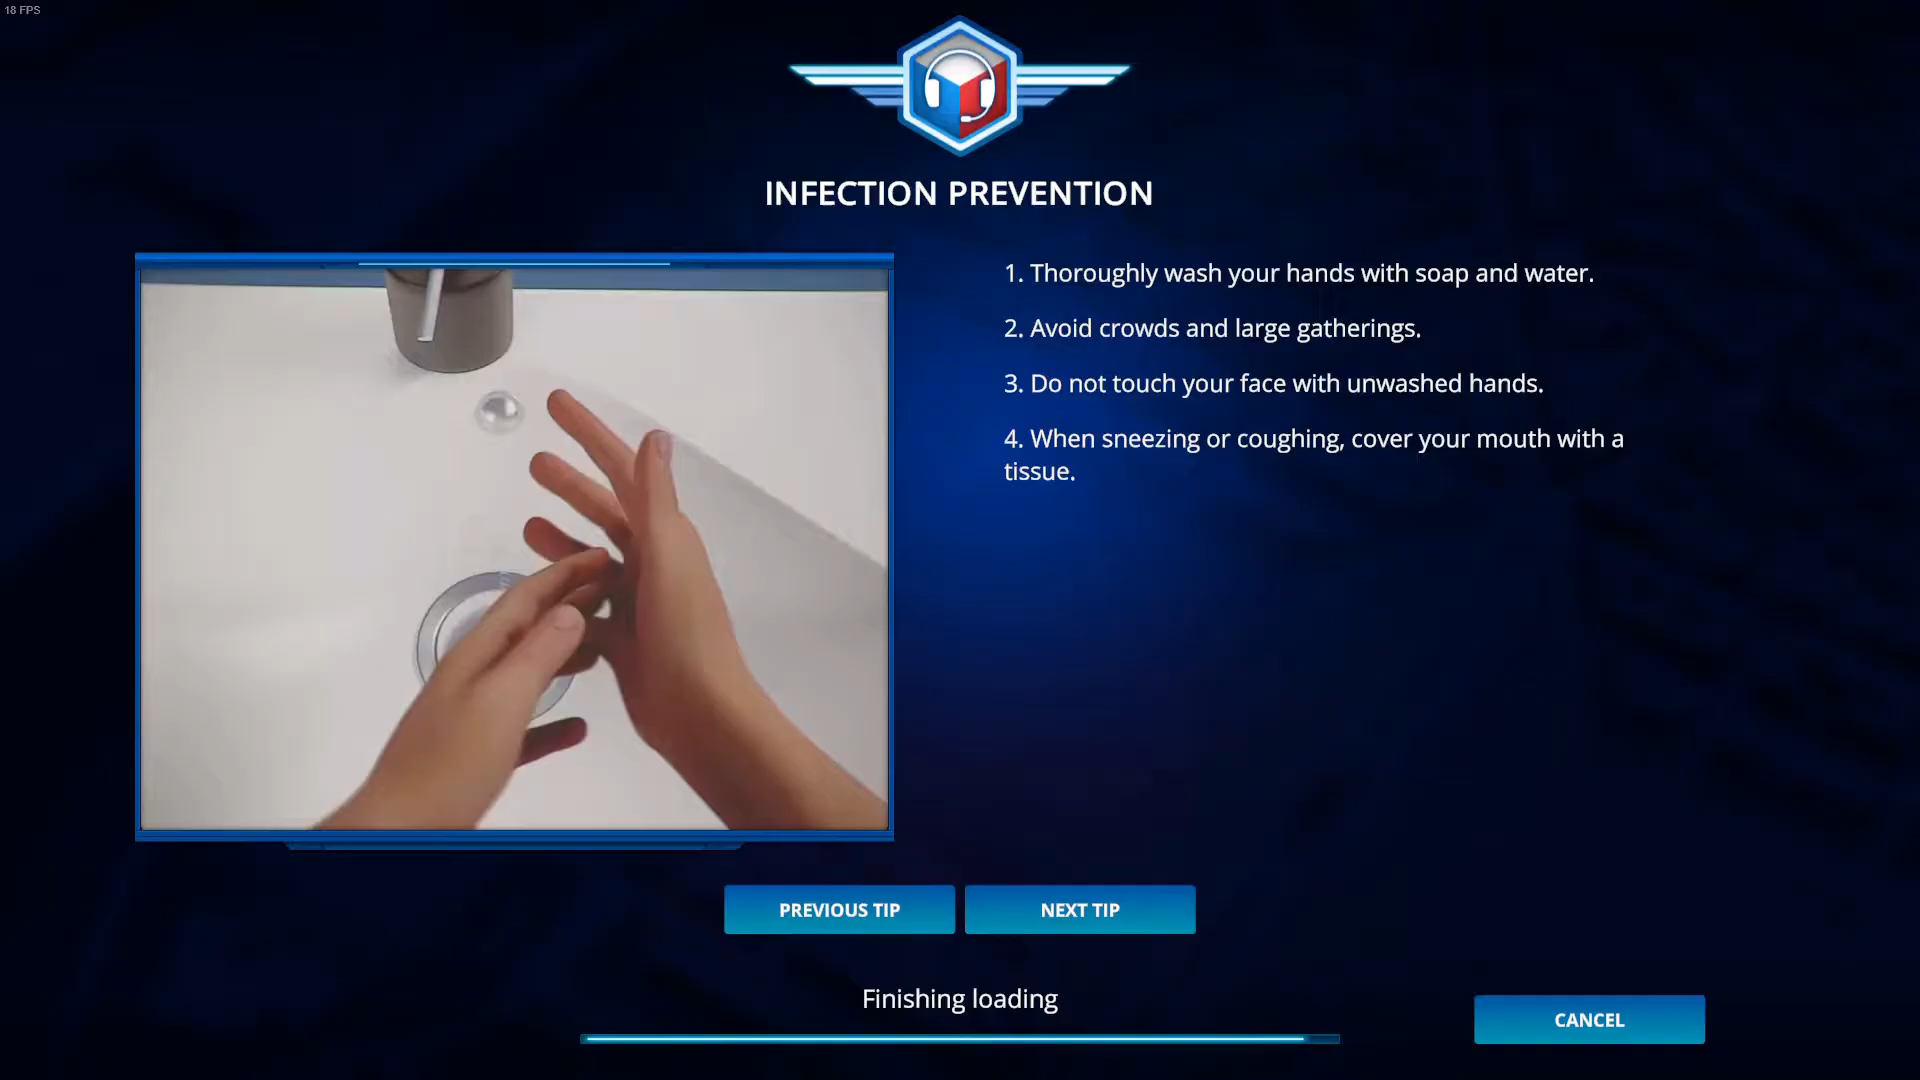 18 FPS
INFECTION PREVENTION
1. Thoroughly wash your hands with soap and water.
2. Avoid crowds and large gatherings.
3. Do not touch your face with unwashed hands.
4. When sneezing or coughing, cover your mouth with a
tissue.
PREVIOUS TIP
NEXT TIP
Finishing loading
CANCEL